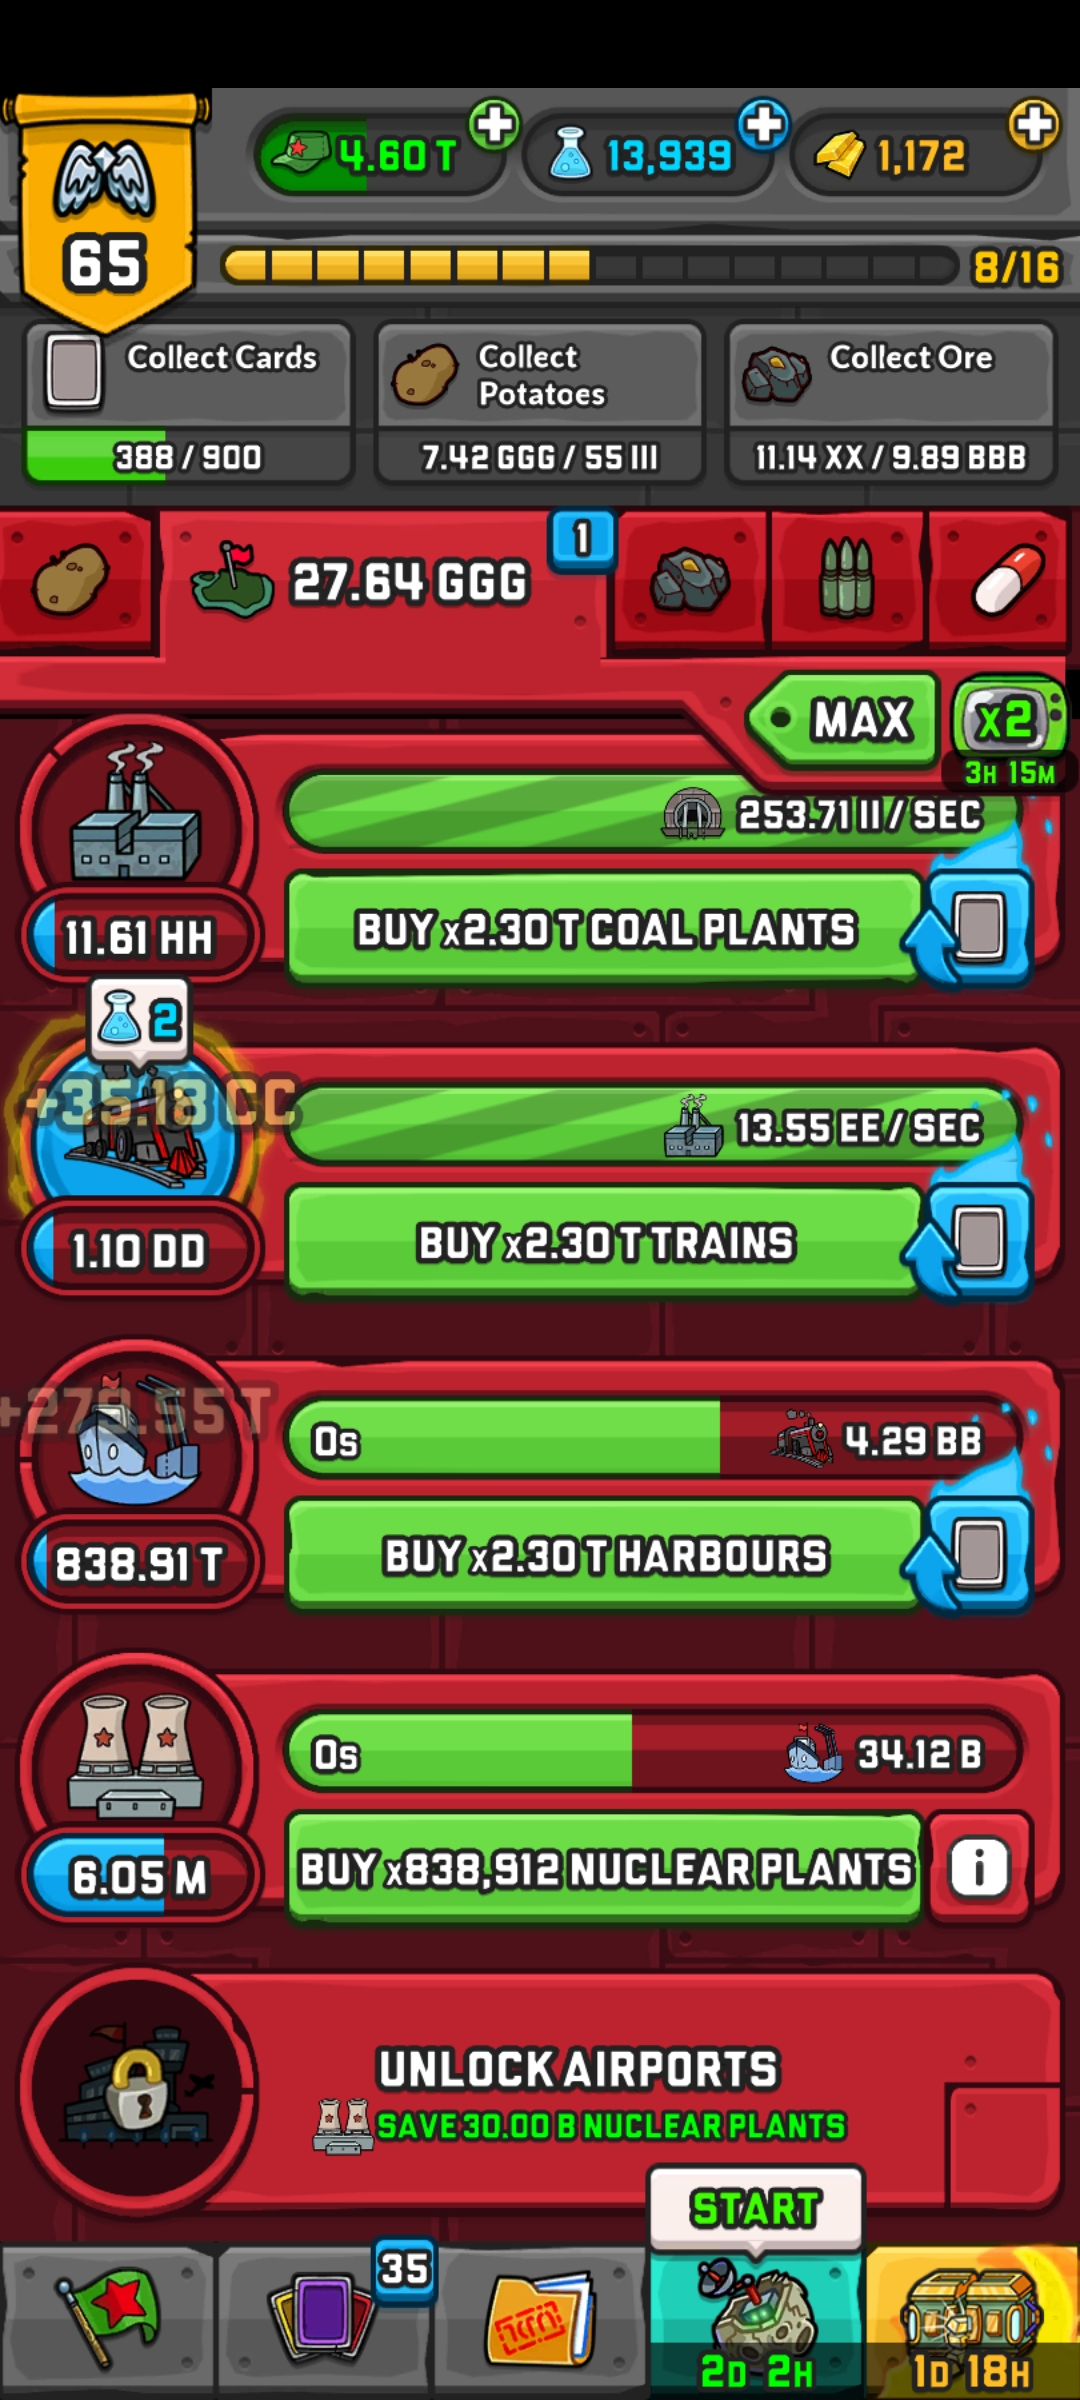 4.60 T
13,939
1,172
65
8/16
Collect Cards
388 / 900
Collect
Potatoes
7.42 GGG / 55 III
Collect Ore
11.14 XX / 9.89 BBB
27.64 GGG
1
MAX
x2
3H 15M
253.71 II / SEC
BUY x2.30 T COAL PLANTS
11.61 HH
2
+35.18 CC
13.55 EE / SEC
BUY x2.30 T TRAINS
1.10 DD
+279.55 T
0s
4.29 BB
BUY x2.30 T HARBOURS
838.91 T
0s
34.12 B
BUY x838,912 NUCLEAR PLANTS
i
6.05 M
UNLOCK AIRPORTS
SAVE 30.00 B NUCLEAR PLANTS
START
35
2D 2H
1D 18H